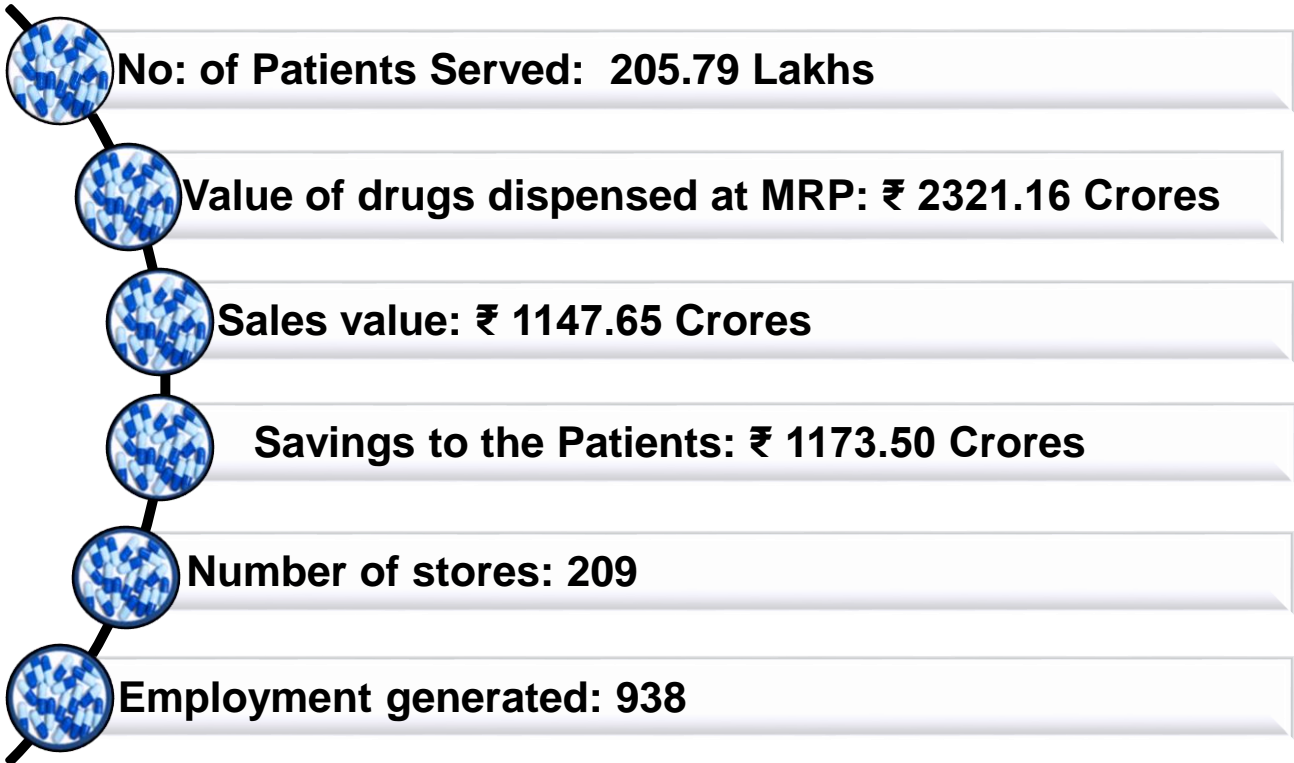 No: of Patients Served: 205.79 Lakhs
Value of drugs dispensed at MRP: ₹ 2321.16 Crores
Sales value: ₹ 1147.65 Crores
Savings to the Patients: ₹ 1173.50 Crores
Number of stores: 209
Employment generated: 938